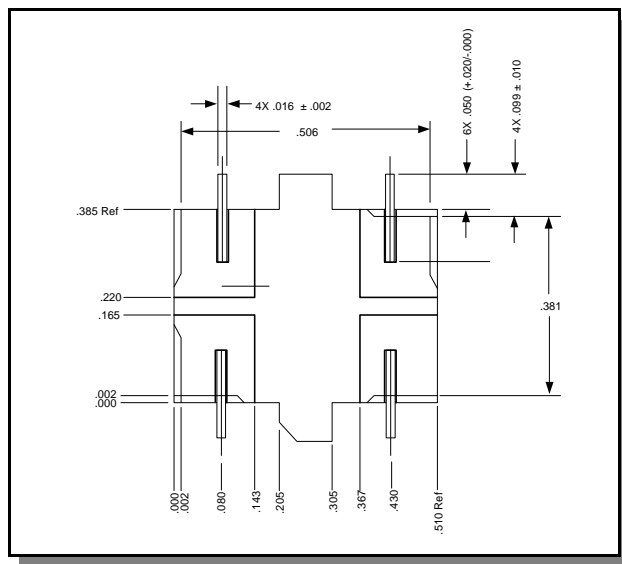 6X .050 (+.020/-.000)
4X .099 ± .010
4X .016 ± .002
.506
.385 Ref
.220
.165
.381
.002
.000
.000
.002
.080
.143
.205
.305
.367
.430
.510 Ref